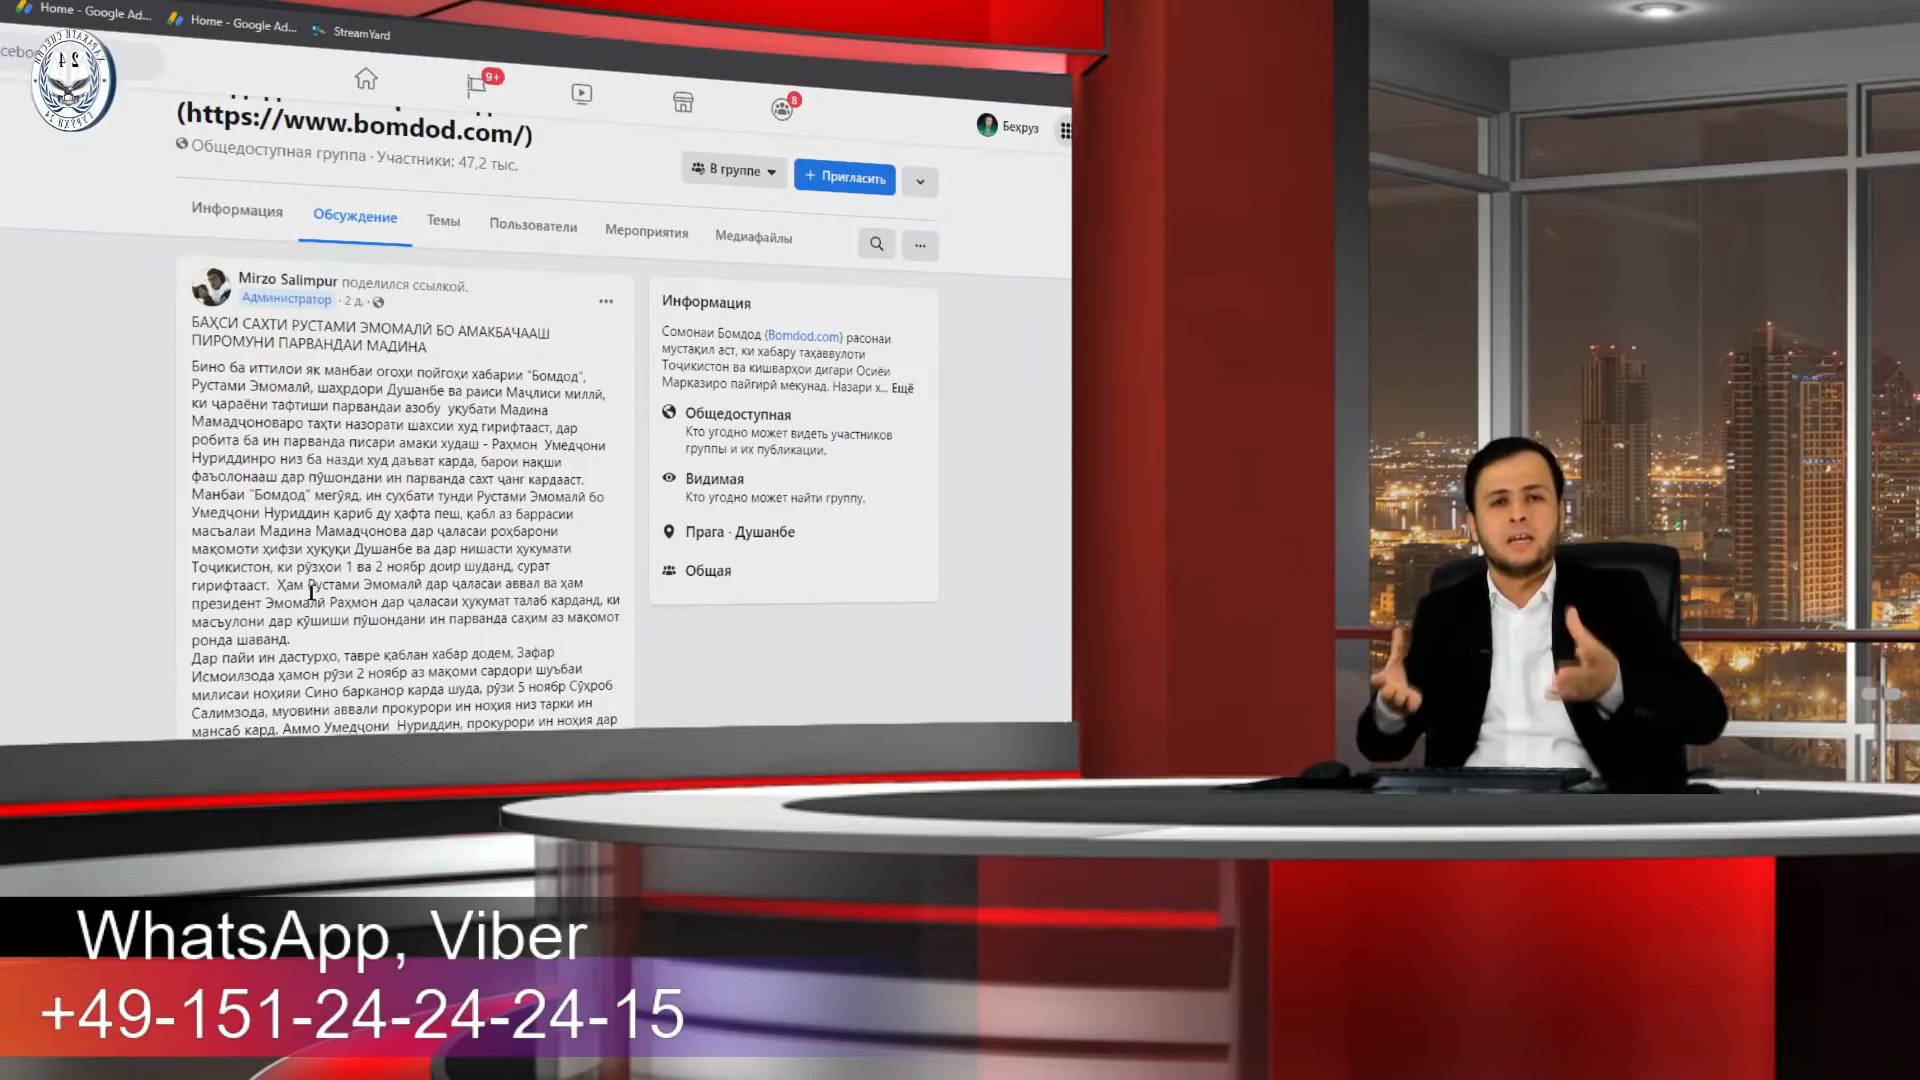 Home - Google Ad...
Home - Google Ad...
StreamYard
9+
8
Бехруз
(https://www.bomdod.com/)
Общедоступная группа · Участники: 47,2 тыс.
В группе
+ Пригласить
Информация
Обсуждение
Темы
Пользователи
Мероприятия
Медиафайлы
Mirzo Salimpur поделился ссылкой.
Администратор · 2 д. ·
БАҲСИ САХТИ РУСТАМИ ЭМОМАЛӢ БО АМАКБАЧААШ
ПИРОМУНИ ПАРВАНДАИ МАДИНА
Бино ба иттилои як манбаи огоҳи пойгоҳи хабарии "Бомдод",
Рустами Эмомалӣ, шаҳрдори Душанбе ва раиси Маҷлиси миллӣ,
ки ҷараёни тафтиши парвандаи азобу уқубати Мадина
Мамадҷоноваро таҳти назорати шахсии худ гирифтааст, дар
робита ба ин парванда писари амаки худаш - Раҳмон Умедҷони
Нуриддинро низ ба назди худ даъват карда, барои нақши
фаъолонааш дар пӯшондани ин парванда сахт ҷанг кардааст.
Манбаи "Бомдод" мегӯяд, ин суҳбати тунди Рустами Эмомалӣ бо
Умедҷони Нуриддин қариб ду ҳафта пеш, қабл аз баррасии
масъалаи Мадина Мамадҷонова дар ҷаласаи роҳбарони
мақомоти ҳифзи ҳуқуқи Душанбе ва дар нишасти ҳукумати
Тоҷикистон, ки рӯзҳои 1 ва 2 ноябр доир шуданд, сурат
гирифтааст. Ҳам Рустами Эмомалӣ дар ҷаласаи аввал ва ҳам
президент Эмомалӣ Раҳмон дар ҷаласаи ҳукумат талаб карданд, ки
масъулони дар кӯшиши пӯшондани ин парванда саҳим аз мақомот
ронда шаванд.
Дар пайи ин дастурҳо, тавре қаблан хабар додем, Зафар
Исмоилзода ҳамон рӯзи 2 ноябр аз мақоми сардори шуъбаи
милисаи ноҳияи Сино барканор карда шуда, рӯзи 5 ноябр Сӯҳроб
Салимзода, муовини аввали прокурори ин ноҳия низ тарки ин
мансаб кард. Аммо Умедҷони Нуриддин, прокурори ин ноҳия дар
Информация
Сомонаи Бомдод (Bomdod.com) расонаи
мустақил аст, ки хабару таҳаввулоти
Тоҷикистон ва кишварҳои дигари Осиёи
Марказиро пайгирӣ мекунад. Назари х... Ещё
Общедоступная
Кто угодно может видеть участников
группы и их публикации.
Видимая
Кто угодно может найти группу.
Прага · Душанбе
Общая
WhatsApp, Viber
+49-151-24-24-24-15